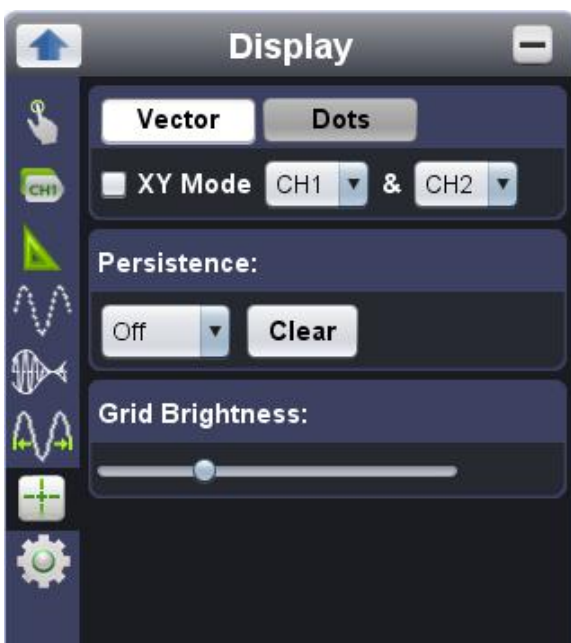 Display
Vector Dots
CH1
XY Mode CH1 & CH2
Persistence:
Off Clear
Grid Brightness: